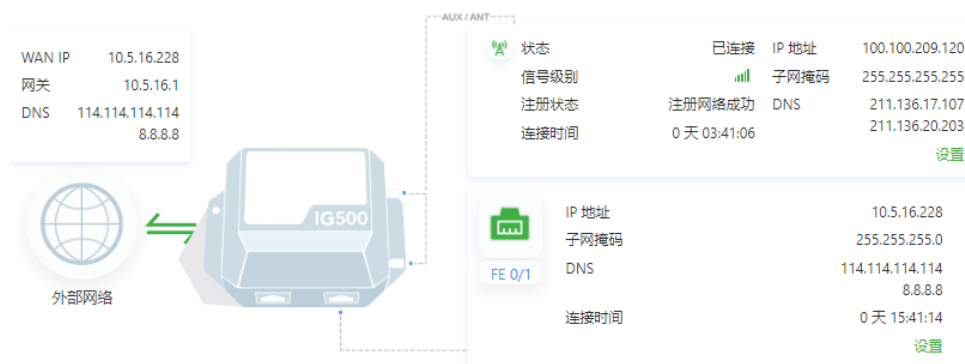 AUX / ANT
WAN IP 10.5.16.228
网关 10.5.16.1
DNS 114.114.114.114
8.8.8.8
状态 已连接 IP 地址 100.100.209.120
信号级别 子网掩码 255.255.255.255
注册状态 注册网络成功 DNS 211.136.17.107
连接时间 0 天 03:41:06 211.136.20.203
设置
IG500
外部网络
FE 0/1
IP 地址 10.5.16.228
子网掩码 255.255.255.0
DNS 114.114.114.114
8.8.8.8
连接时间 0 天 15:41:14
设置